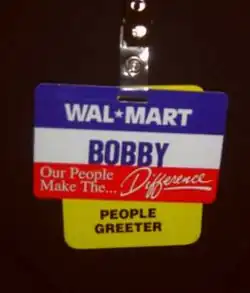 WAL★MART
BOBBY
Our People
Make The... Difference
PEOPLE
GREETER